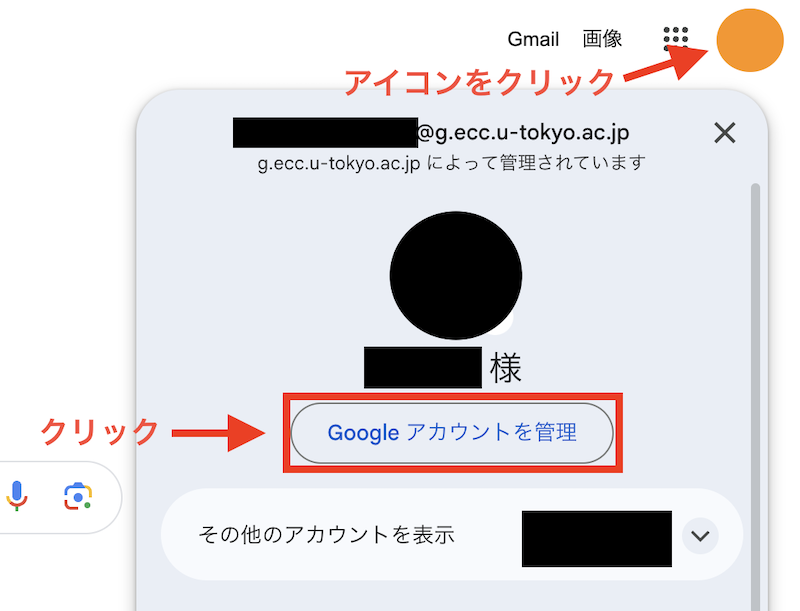 Gmail 画像
アイコンをクリック
@g.ecc.u-tokyo.ac.jp
g.ecc.u-tokyo.ac.jp によって管理されています
様
クリック
Google アカウントを管理
その他のアカウントを表示